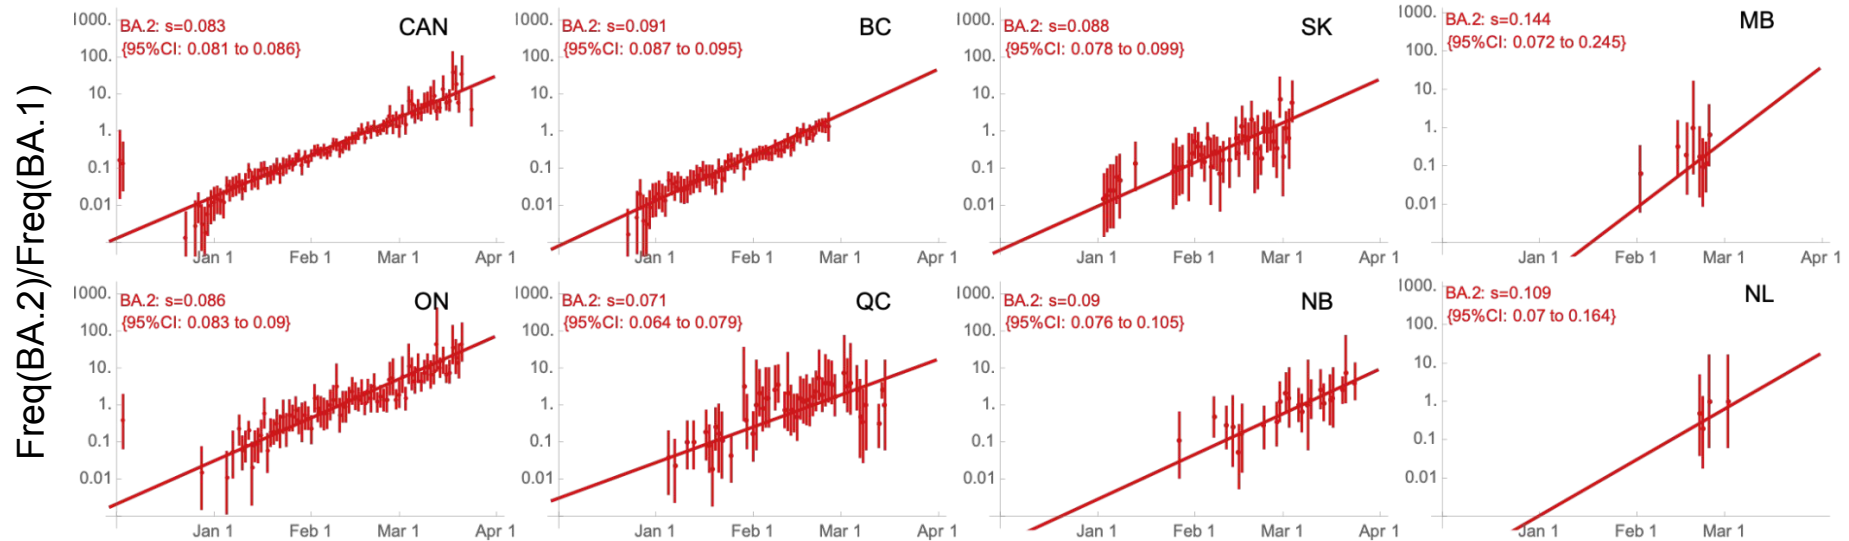 Freq(BA.2)/Freq(BA.1)
CAN
BA.2: s=0.083
{95%CI: 0.081 to 0.086}
1000.
100.
10.
1.
0.1
0.01
Jan 1 Feb 1 Mar 1 Apr 1
BC
BA.2: s=0.091
{95%CI: 0.087 to 0.095}
1000.
100.
10.
1.
0.1
0.01
Jan 1 Feb 1 Mar 1 Apr 1
SK
BA.2: s=0.088
{95%CI: 0.078 to 0.099}
1000.
100.
10.
1.
0.1
0.01
Jan 1 Feb 1 Mar 1 Apr 1
MB
BA.2: s=0.144
{95%CI: 0.072 to 0.245}
1000.
100.
10.
1.
0.1
0.01
Jan 1 Feb 1 Mar 1 Apr 1
ON
BA.2: s=0.086
{95%CI: 0.083 to 0.09}
1000.
100.
10.
1.
0.1
0.01
Jan 1 Feb 1 Mar 1 Apr 1
QC
BA.2: s=0.071
{95%CI: 0.064 to 0.079}
1000.
100.
10.
1.
0.1
0.01
Jan 1 Feb 1 Mar 1 Apr 1
NB
BA.2: s=0.09
{95%CI: 0.076 to 0.105}
1000.
100.
10.
1.
0.1
0.01
Jan 1 Feb 1 Mar 1 Apr 1
NL
BA.2: s=0.109
{95%CI: 0.07 to 0.164}
1000.
100.
10.
1.
0.1
0.01
Jan 1 Feb 1 Mar 1